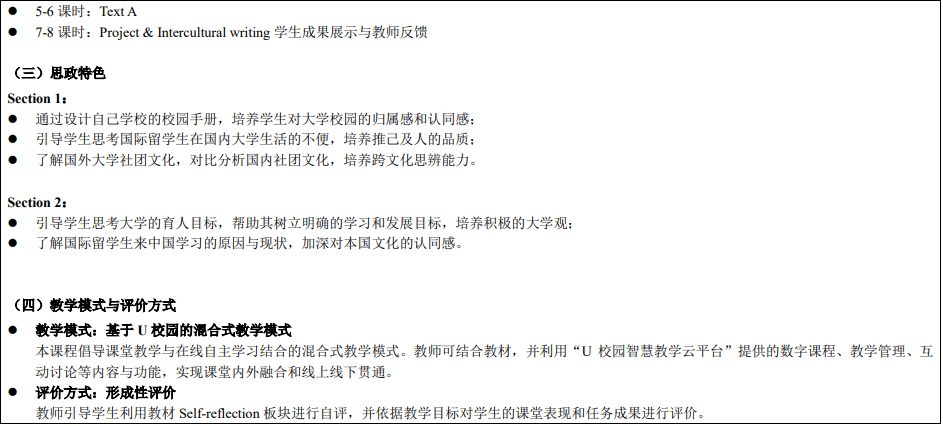 ● 5-6 课时：Text A
● 7-8 课时：Project & Intercultural writing 学生成果展示与教师反馈
（三）思政特色
Section 1：
● 通过设计自己学校的校园手册，培养学生对大学校园的归属感和认同感；
● 引导学生思考国际留学生在国内大学生活的不便，培养推己及人的品质；
● 了解国外大学社团文化，对比分析国内社团文化，培养跨文化思辨能力。
Section 2：
● 引导学生思考大学的育人目标，帮助其树立明确的学习和发展目标，培养积极的大学观；
● 了解国际留学生来中国学习的原因与现状，加深对本国文化的认同感。
（四）教学模式与评价方式
● 教学模式：基于 U 校园的混合式教学模式
本课程倡导课堂教学与在线自主学习结合的混合式教学模式。教师可结合教材，并利用“U 校园智慧教学云平台”提供的数字课程、教学管理、互
动讨论等内容与功能，实现课堂内外融合和线上线下贯通。
● 评价方式：形成性评价
教师引导学生利用教材 Self-reflection 板块进行自评，并依据教学目标对学生的课堂表现和任务成果进行评价。